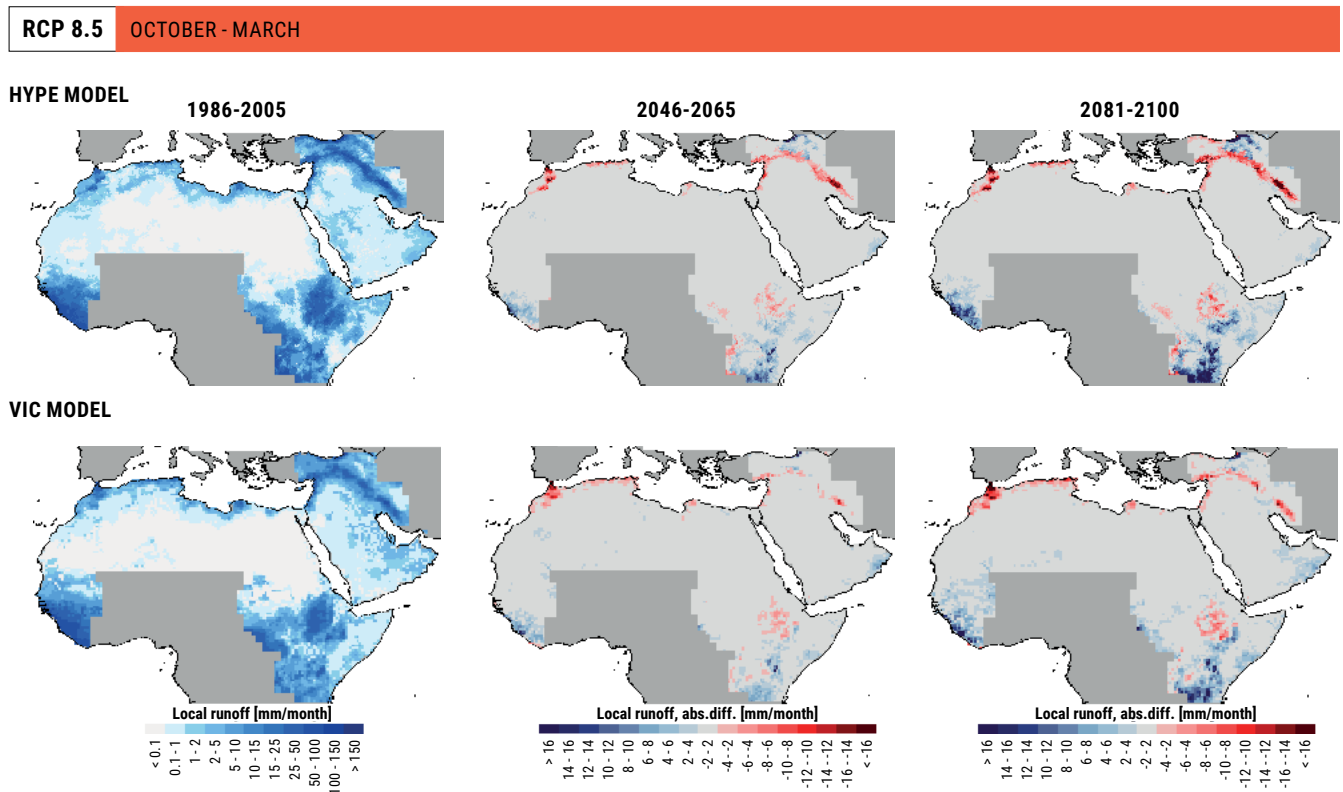 RCP 8.5 OCTOBER - MARCH
HYPE MODEL
1986-2005 2046-2065 2081-2100
VIC MODEL
Local runoff [mm/month]
< 0.1
0.1 - 1
1 - 2
2 - 5
5 - 10
10 - 15
15 - 25
25 - 50
50 - 100
100 - 150
> 150
Local runoff, abs.diff. [mm/month]
> 16
14 - 16
12 - 14
10 - 12
8 - 10
6 - 8
4 - 6
2 - 4
-2 - 2
-4 - 2
-6 - -4
-8 - -6
-10 - -8
-12 - -10
-14 - -12
-16 - -14
< -16
Local runoff, abs.diff. [mm/month]
> 16
14 - 16
12 - 14
10 - 12
8 - 10
6 - 8
4 - 6
2 - 4
-2 - 2
-4 - 2
-6 - -4
-8 - -6
-10 - -8
-12 - -10
-14 - -12
-16 - -14
< -16